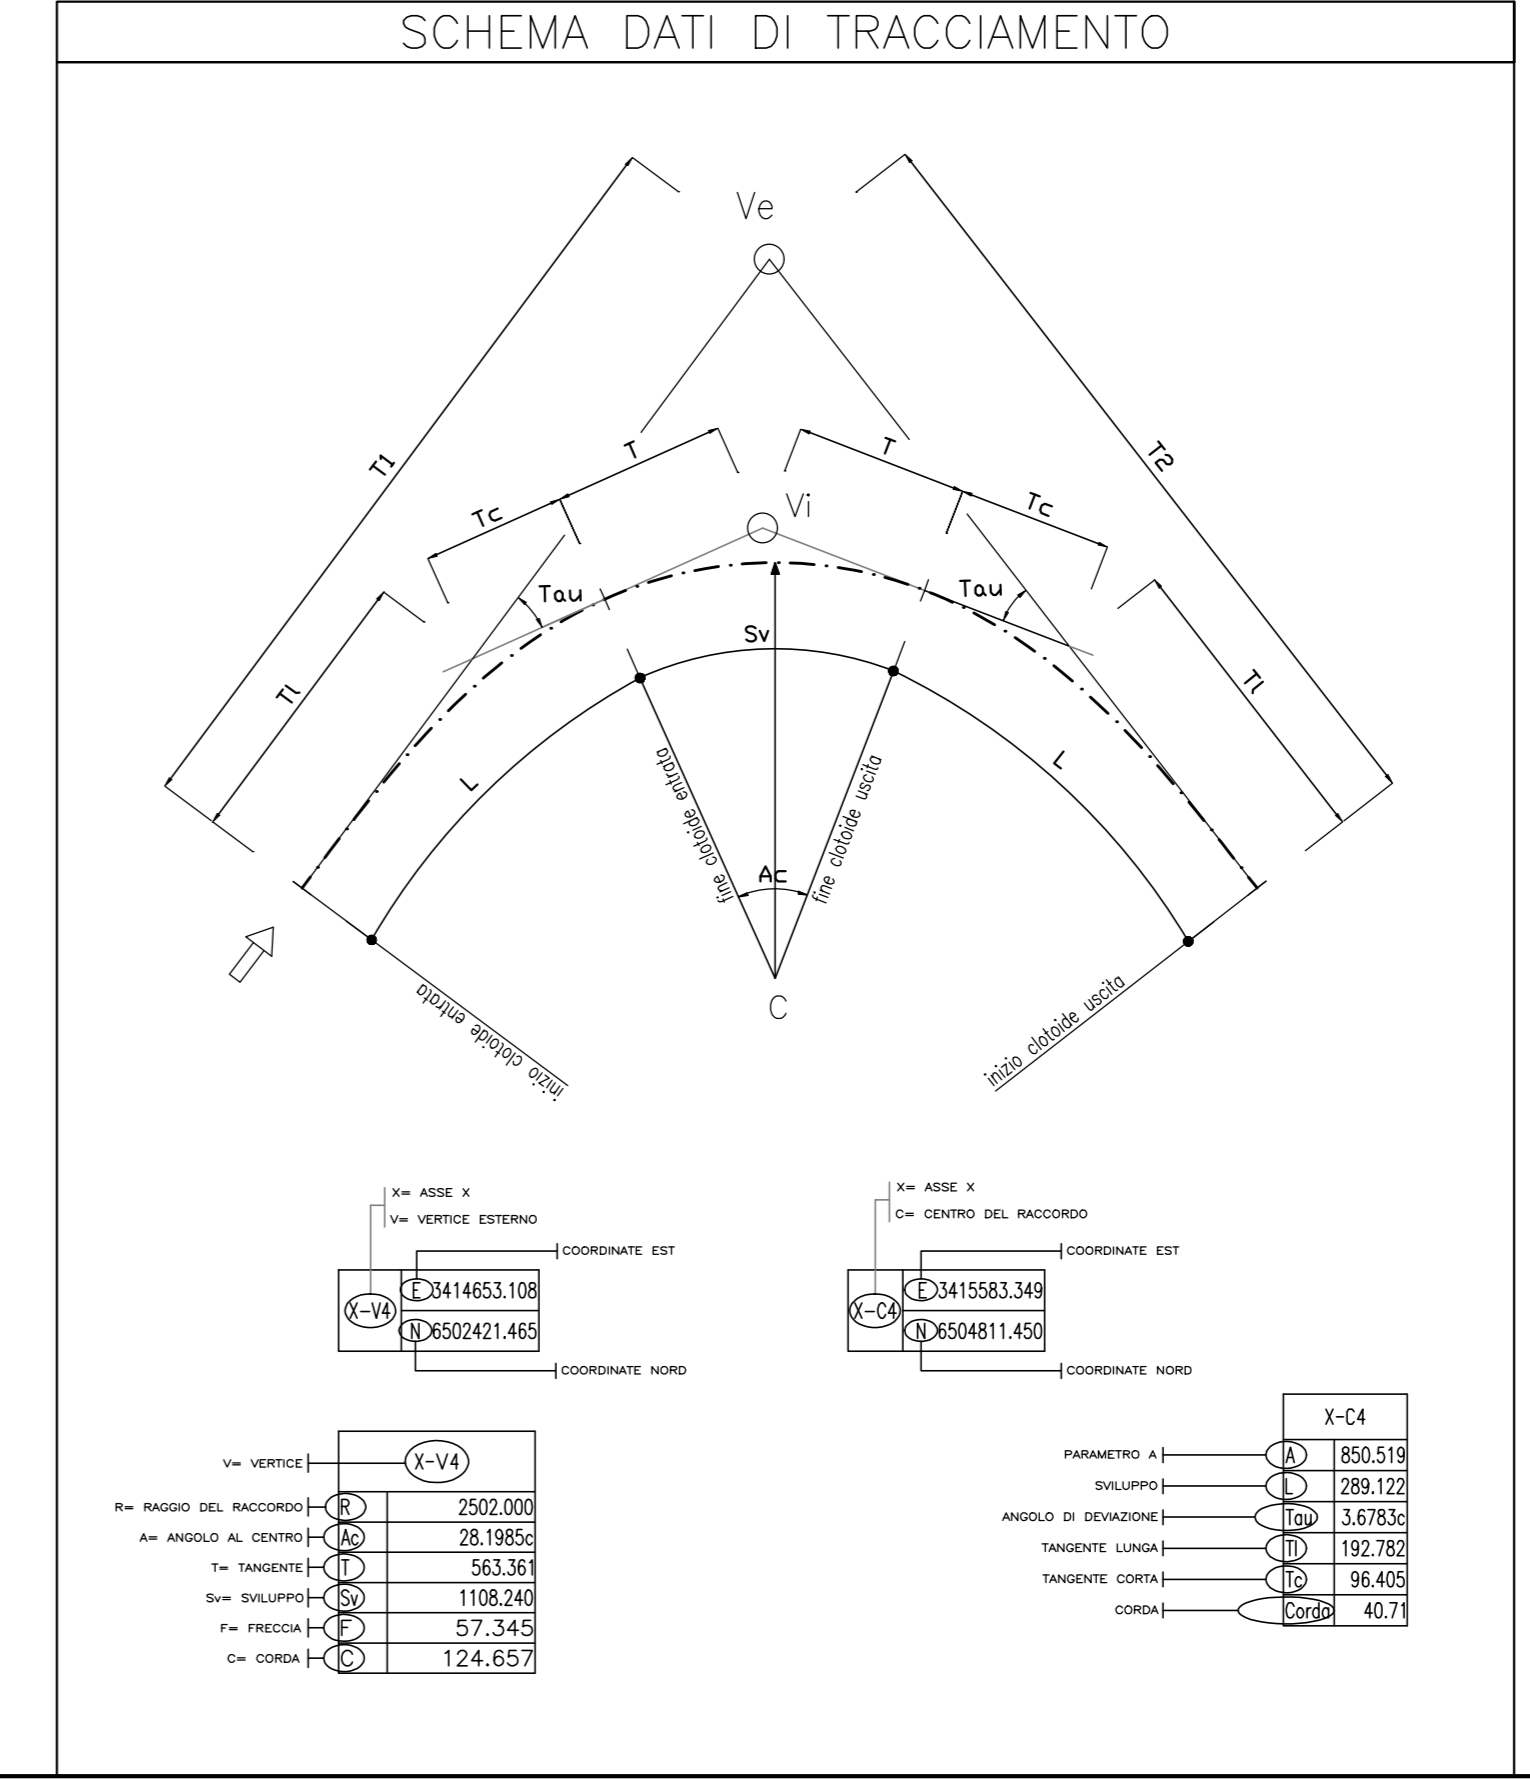 SCHEMA DATI DI TRACCIAMENTO
Ve
T1
T2
T
T
Tc
Tc
Vi
Tau
Tau
Sv
Tl
Tl
L
L
fine clotoide entrata
fine clotoide uscita
Ac
C
inizio clotoide entrata
inizio clotoide uscita
X= ASSE X
V= VERTICE ESTERNO
COORDINATE EST
X-V4
E 3414653.108
N 6502421.465
COORDINATE NORD
X= ASSE X
C= CENTRO DEL RACCORDO
COORDINATE EST
X-C4
E 3415583.349
N 6504811.450
COORDINATE NORD
V= VERTICE X-V4
R= RAGGIO DEL RACCORDO R 2502.000
A= ANGOLO AL CENTRO Ac 28.1985c
T= TANGENTE T 563.361
Sv= SVILUPPO Sv 1108.240
F= FRECCIA F 57.345
C= CORDA C 124.657
X-C4
PARAMETRO A A 850.519
SVILUPPO L 289.122
ANGOLO DI DEVIAZIONE Tau 3.6783c
TANGENTE LUNGA Tl 192.782
TANGENTE CORTA Tc 96.405
CORDA Corda 40.71